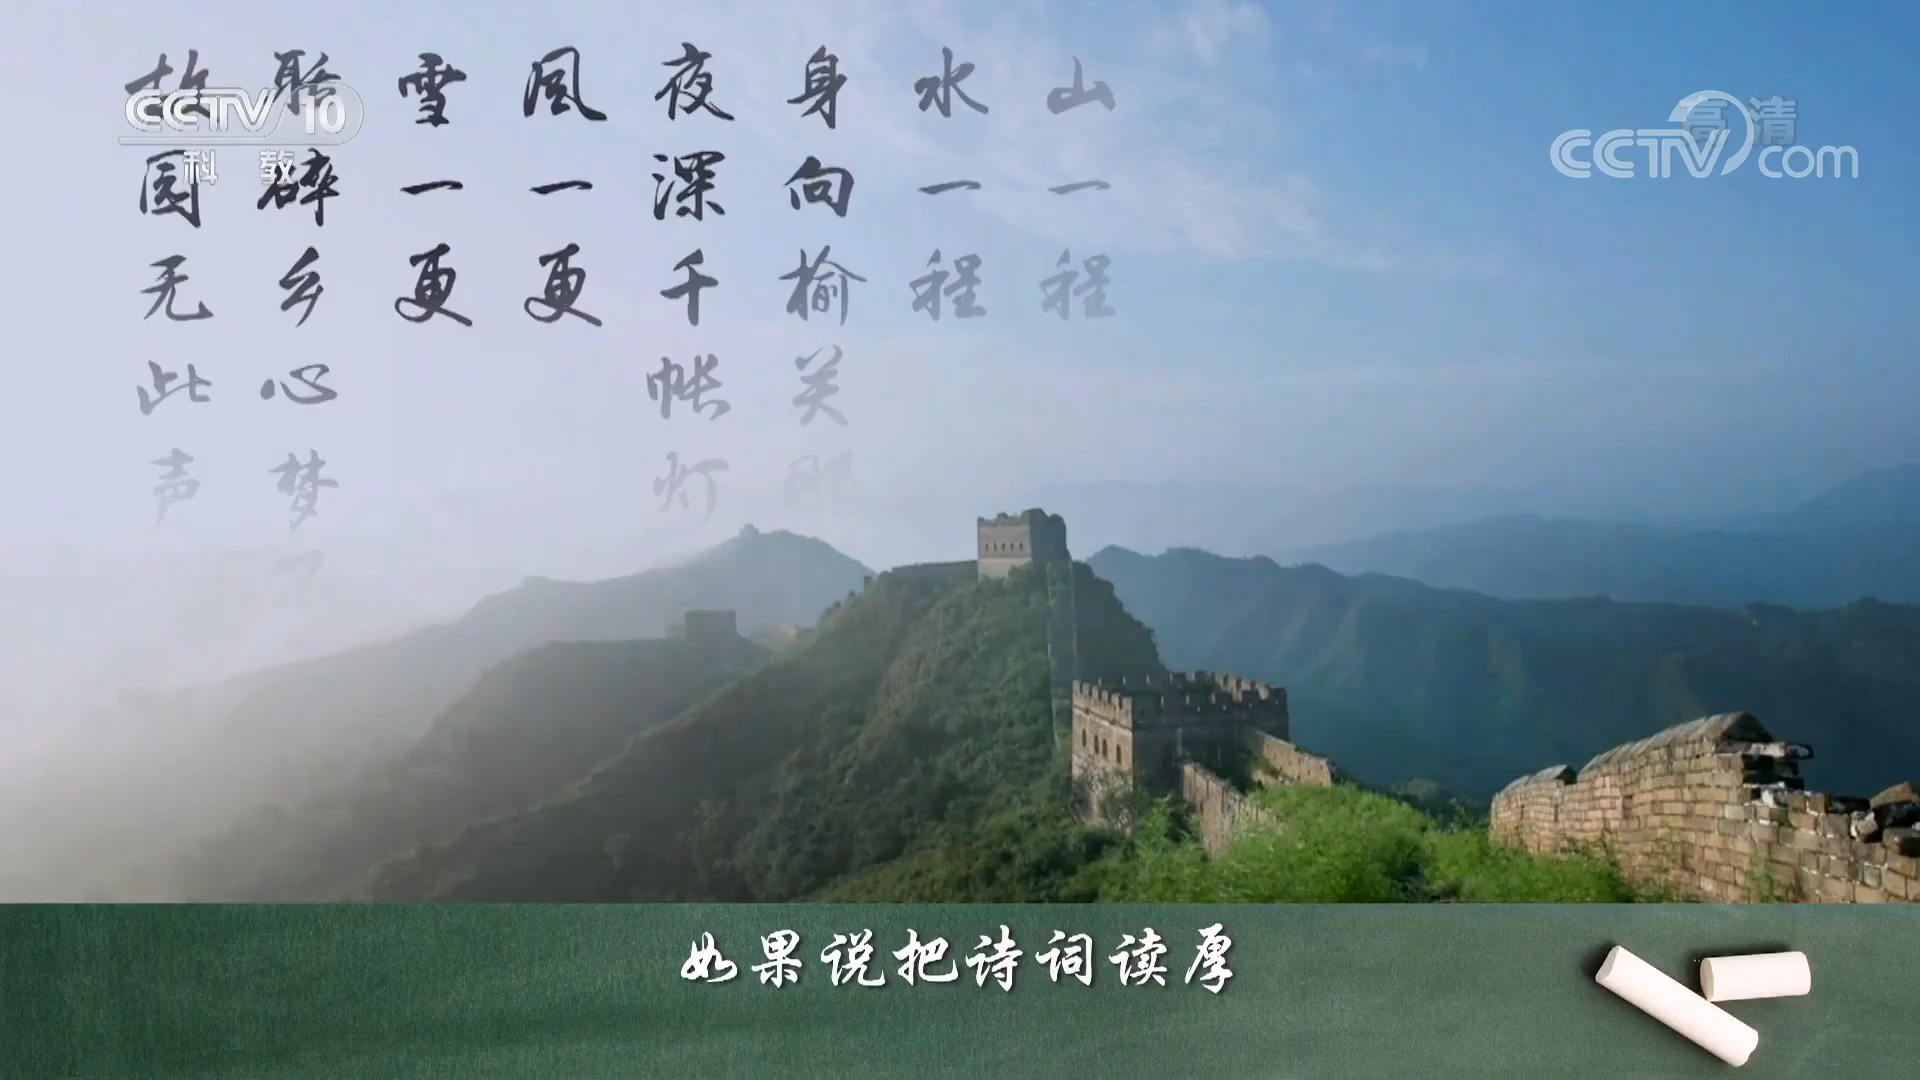 山一程
水一程
身向榆关那
夜深千帐灯
风一更
雪一更
聒碎乡心梦不
故园无此声
CCTV 10
科教
高清
CCTV.com
如果说把诗词读厚